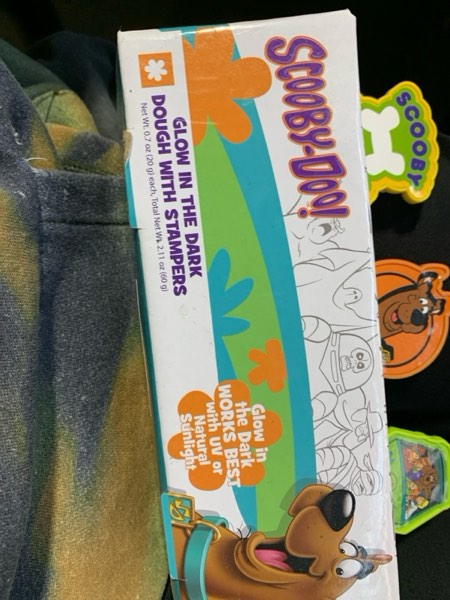 SCOOBY-DOO!
GLOW IN THE DARK
DOUGH WITH STAMPERS
Net Wt. 0.7 oz (20 g) each, Total Net Wt. 2.11 oz (60 g)
Glow in
the Dark
WORKS BEST
with UV or
Natural
Sunlight
SCOOBY